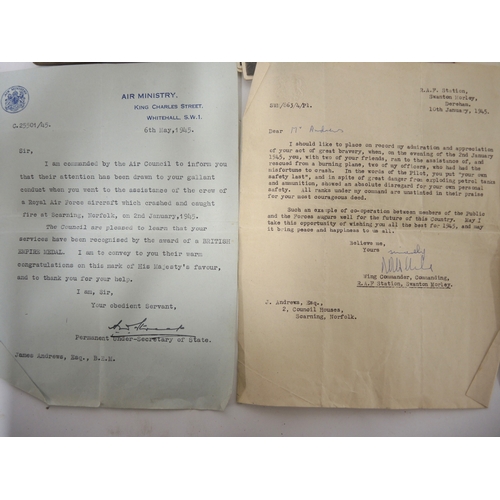 AIR MINISTRY,
KING CHARLES STREET,
WHITEHALL, S.W.1.
6th May, 1945.
Sir,
I am commanded by the Air Council to inform you
that their attention has been drawn to your gallant
conduct when you went to the assistance of the crew of
a Royal Air Force aircraft which crashed and caught
fire at Scarning, Norfolk, on 2nd January, 1945.
The Council are pleased to learn that your
services have been recognised by the award of a BRITISH
EMPIRE MEDAL. I am to convey to you their warm
congratulations on this mark of His Majesty's favour,
and to thank you for your help.
I am, Sir,
Your obedient Servant,
Permanent Under-Secretary of State.
James Andrews, Esq., B.E.M.
R.A.F. Station,
Swanton Morley,
Dereham.
10th January, 1945.
Dear Mr Andrews
I should like to place on record my admiration and appreciation
of your act of great bravery, when, on the evening of the 2nd January
1945, you, with two of your friends, ran to the assistance of, and
rescued from a burning plane, two of my officers, who had had the
misfortune to crash. In the words of the Pilot, you put "your own
safety last", and in spite of great danger from exploding petrol tanks
and ammunition, showed an absolute disregard for your own personal
safety. All ranks under my command are unstinted in their praise
for your most courageous deed.
Such an example of co-operation between members of the Public
and the Forces augurs well for the future of this Country. May I
take this opportunity of wishing you all the best for 1945, and may
it bring peace and happiness to us all.
Believe me,
Yours sincerely
Wing Commander, Commanding,
R.A.F Station, Swanton Morley.
J. Andrews, Esq.,
2, Council Houses,
Scarning, Norfolk.